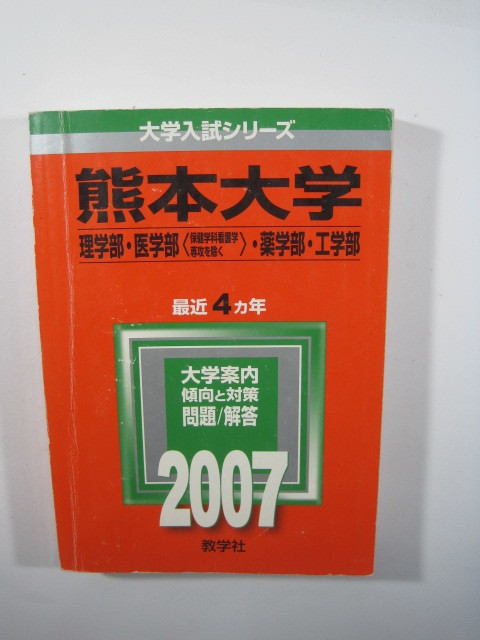 大学入試シリーズ
熊本大学
理学部・医学部〈保健学科看護学専攻を除く〉・薬学部・工学部
最近4カ年
大学案内
傾向と対策
問題/解答
2007
教学社